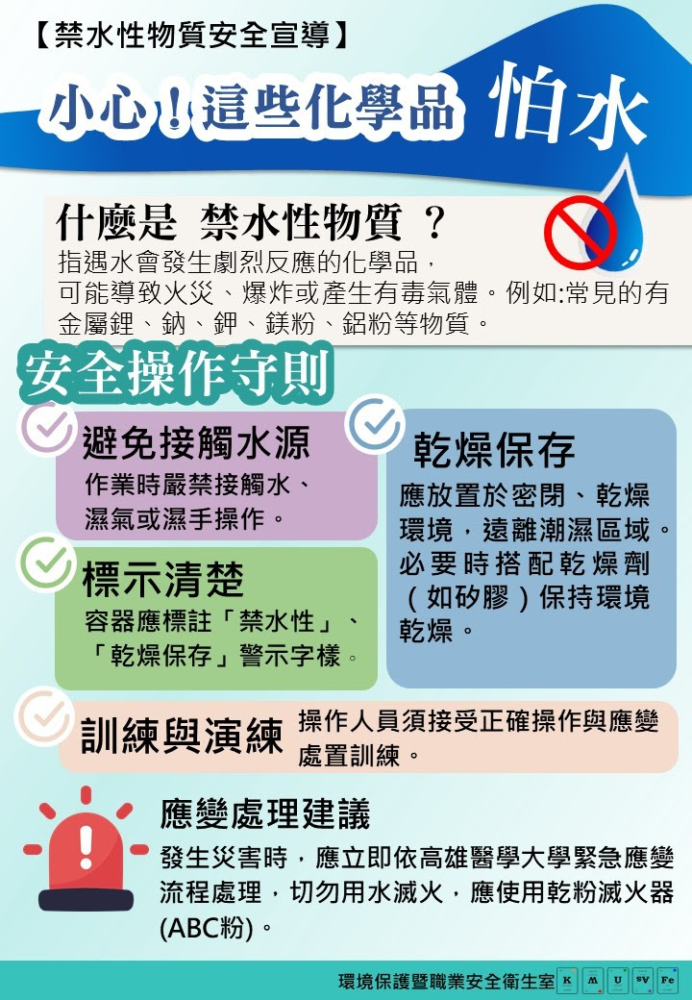 【禁水性物質安全宣導】
小心！這些化學品 怕水
什麼是 禁水性物質 ？
指遇水會發生劇烈反應的化學品，
可能導致火災、爆炸或產生有毒氣體。例如:常見的有
金屬鋰、鈉、鉀、鎂粉、鋁粉等物質。
安全操作守則
避免接觸水源
作業時嚴禁接觸水、
濕氣或濕手操作。
乾燥保存
應放置於密閉、乾燥
環境，遠離潮濕區域。
必要時搭配乾燥劑
（如矽膠）保持環境
乾燥。
標示清楚
容器應標註「禁水性」、
「乾燥保存」警示字樣。
訓練與演練
操作人員須接受正確操作與應變
處置訓練。
應變處理建議
發生災害時，應立即依高雄醫學大學緊急應變
流程處理，切勿用水滅火，應使用乾粉滅火器
(ABC粉)。
環境保護暨職業安全衛生室 K M U SV Fe